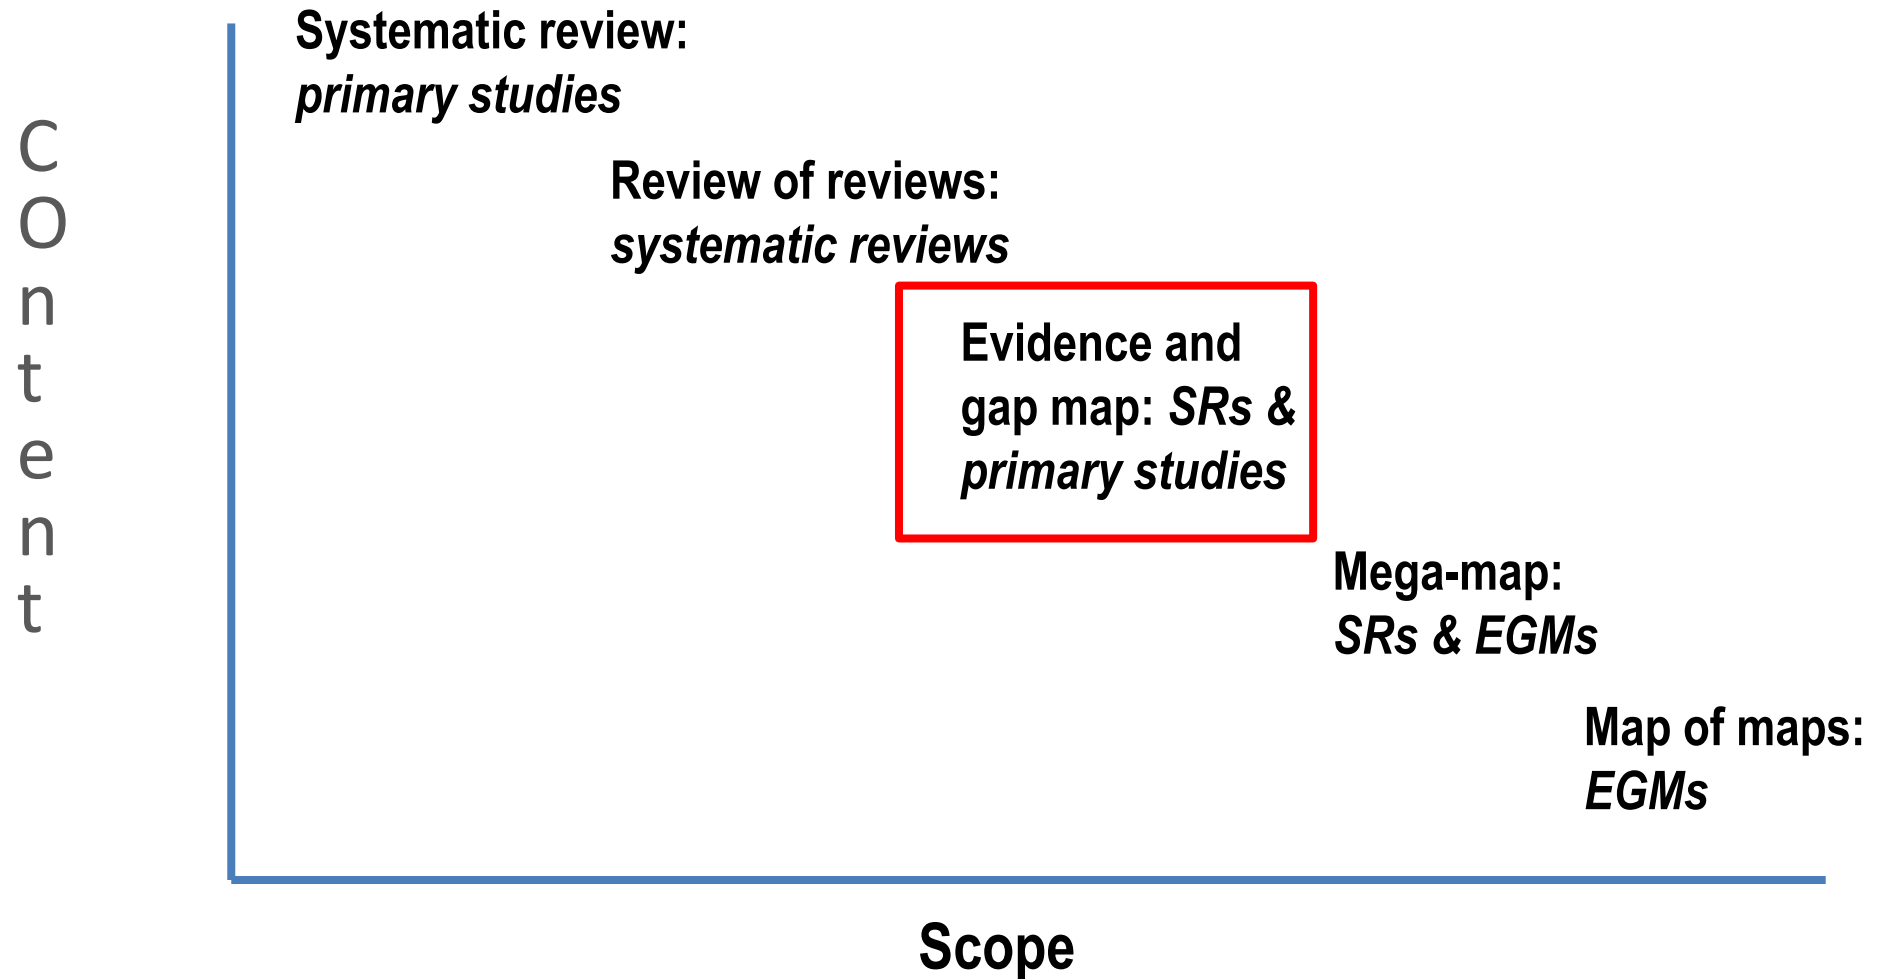 Systematic review:
primary studies
C
O
n
t
e
n
t
Review of reviews:
systematic reviews
Evidence and
gap map: SRs &
primary studies
Mega-map:
SRs & EGMs
Map of maps:
EGMs
Scope